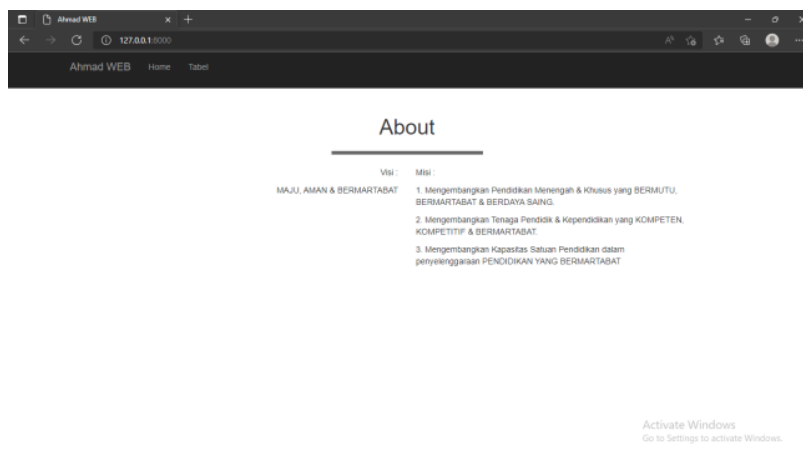 Ahmad WEB
127.0.0.1:8000
Ahmad WEB Home Tabel
About
Visi :
MAJU, AMAN & BERMARTABAT
Misi :
1. Mengembangkan Pendidikan Menengah & Khusus yang BERMUTU,
BERMARTABAT & BERDAYA SAING.
2. Mengembangkan Tenaga Pendidik & Kependidikan yang KOMPETEN,
KOMPETITIF & BERMARTABAT.
3. Mengembangkan Kapasitas Satuan Pendidikan dalam
penyelenggaraan PENDIDIKAN YANG BERMARTABAT
Activate Windows
Go to Settings to activate Windows.